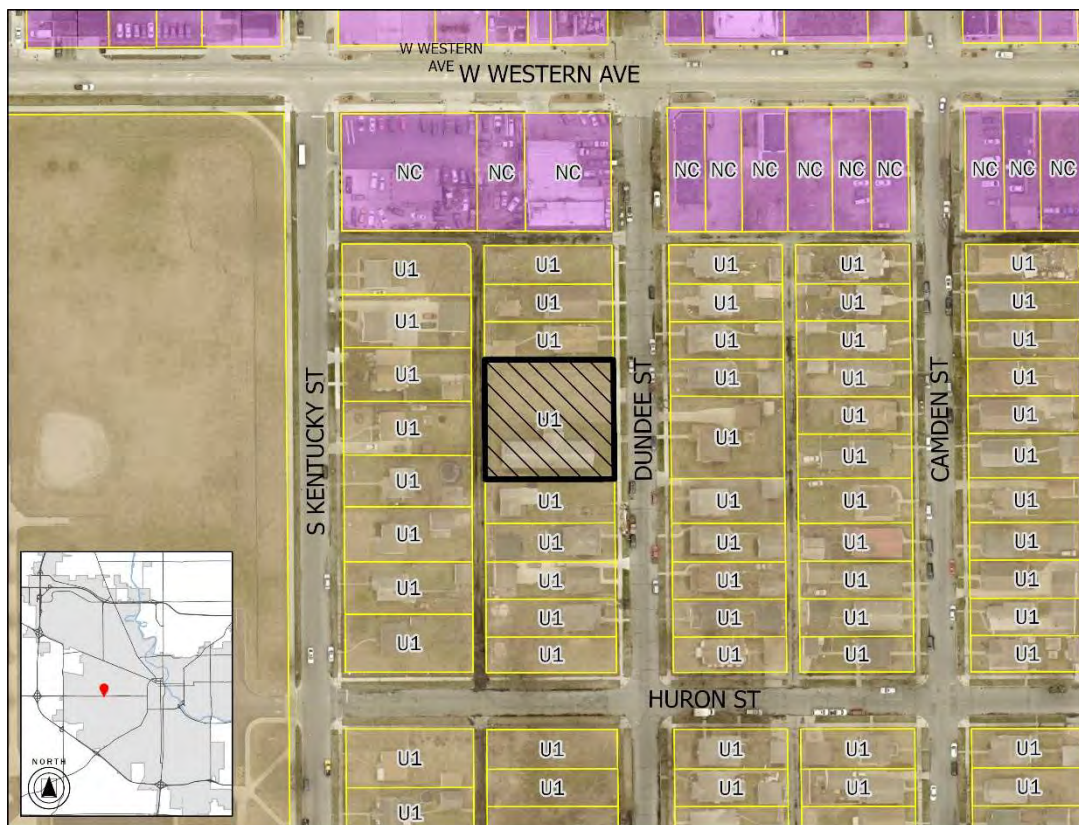 W WESTERN
AVE
W WESTERN AVE
NC NC NC NC NC NC NC NC NC NC NC NC
U1 U1 U1 U1 U1
U1 U1 U1 U1 U1
U1 U1 U1 U1
U1 U1 U1 U1
U1 U1 U1 U1 U1
U1 U1 U1
U1 U1 U1 U1
U1 U1 U1 U1 U1
U1 U1 U1 U1 U1
U1 U1 U1 U1 U1
U1 U1 U1 U1
S KENTUCKY ST
DUNDEE ST
CAMDEN ST
HURON ST
U1 U1 U1 U1 U1
U1 U1 U1 U1 U1
NORTH